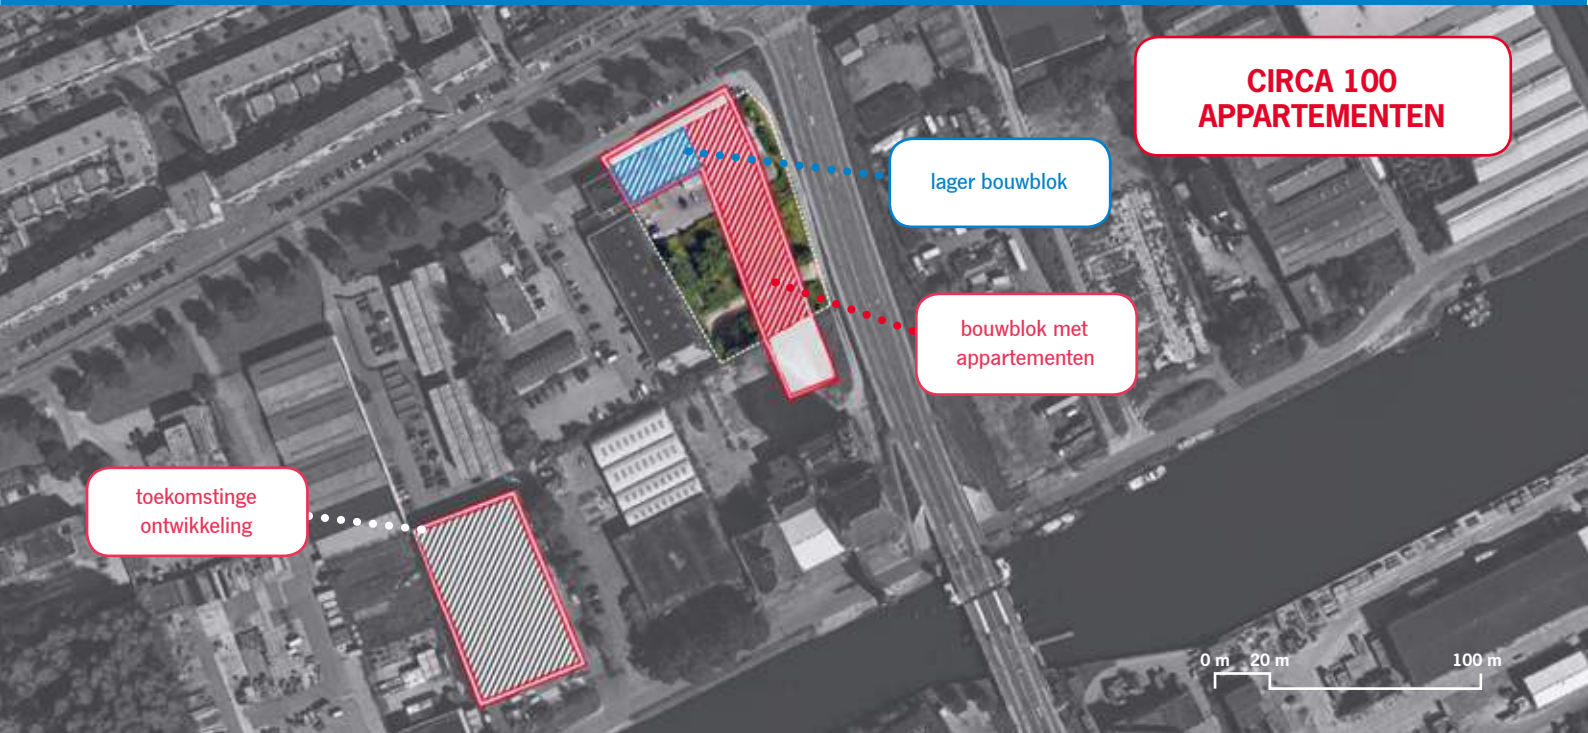 CIRCA 100
APPARTEMENTEN
lager bouwblok
bouwblok met
appartementen
toekomstinge
ontwikkeling
0 m 20 m 100 m